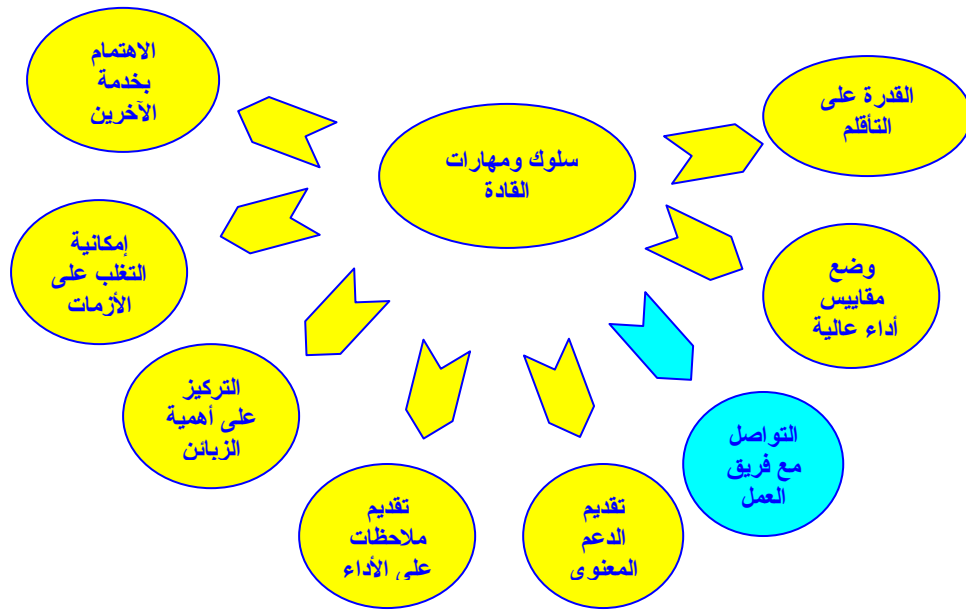 سلوك ومهارات
القادة
القدرة على
التأقلم
وضع
مقاييس
أداء عالية
التواصل
مع فريق
العمل
تقديم
الدعم
المعنوي
تقديم
ملاحظات
على الأداء
التركيز
على أهمية
الزبائن
إمكانية
التغلب على
الأزمات
الاهتمام
بخدمة
الآخرين